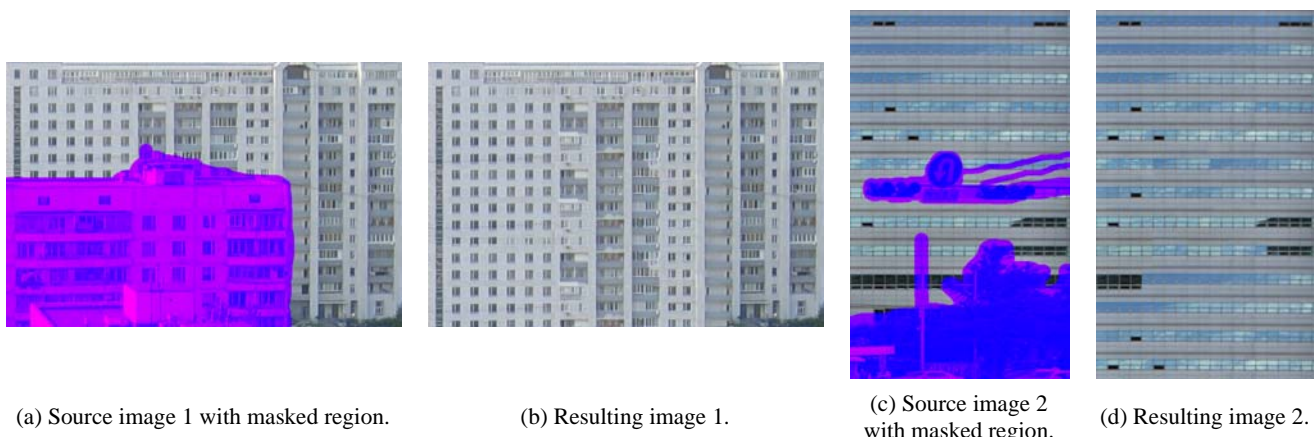 (a) Source image 1 with masked region.
(b) Resulting image 1.
(c) Source image 2
with masked region.
(d) Resulting image 2.